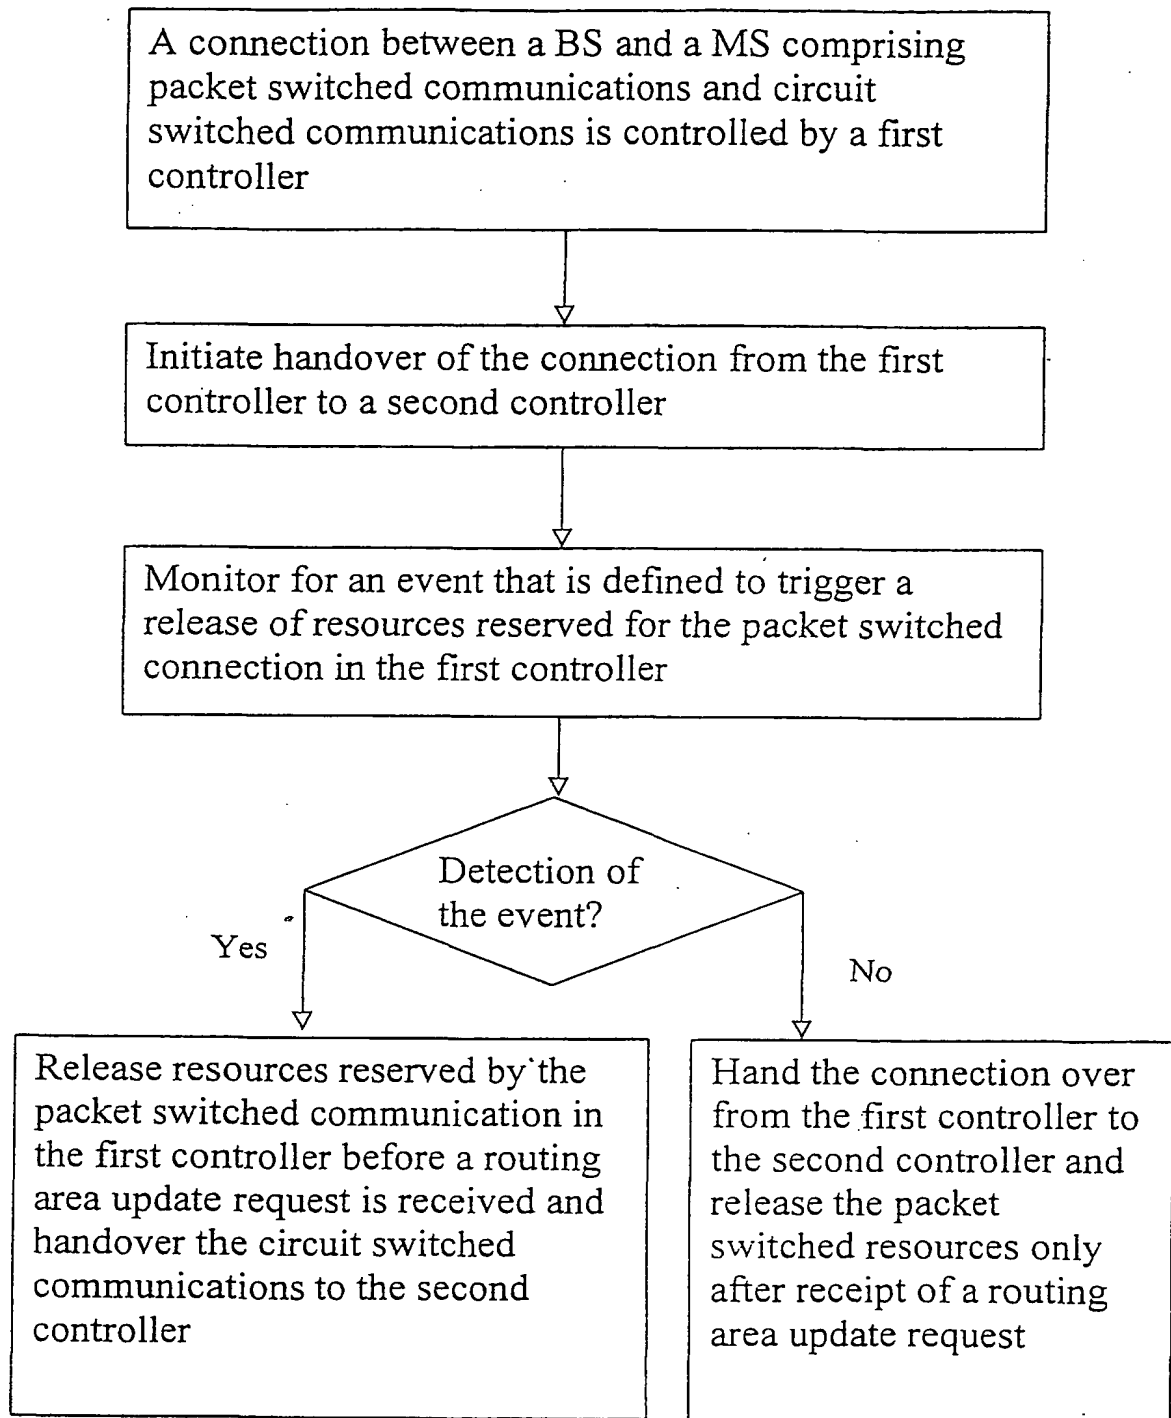 A connection between a BS and a MS comprising
packet switched communications and circuit
switched communications is controlled by a first
controller
Initiate handover of the connection from the first
controller to a second controller
Monitor for an event that is defined to trigger a
release of resources reserved for the packet switched
connection in the first controller
Detection of
the event?
Yes
No
Release resources reserved by the
packet switched communication in
the first controller before a routing
area update request is received and
handover the circuit switched
communications to the second
controller
Hand the connection over
from the first controller to
the second controller and
release the packet
switched resources only
after receipt of a routing
area update request